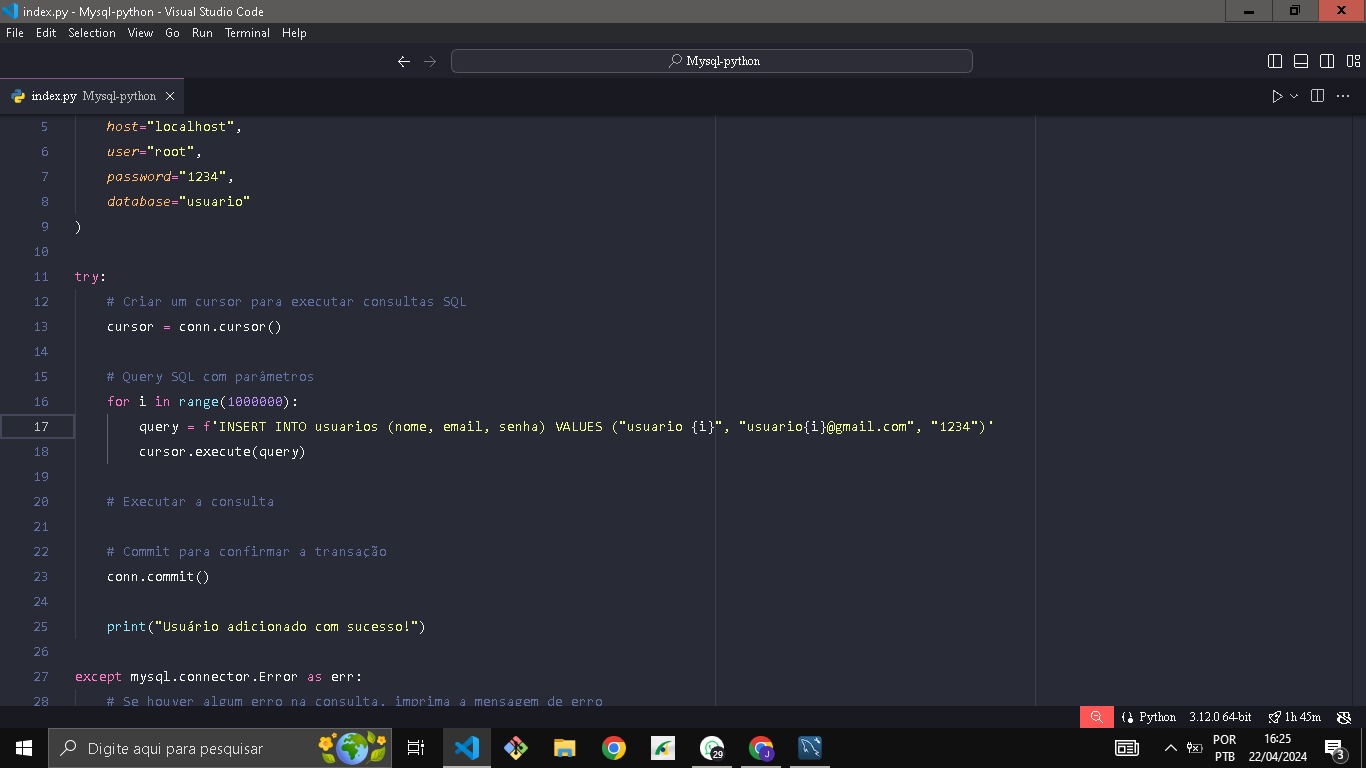 index.py - Mysql-python - Visual Studio Code
File Edit Selection View Go Run Terminal Help
Mysql-python
index.py Mysql-python
5 host="localhost",
6 user="root",
7 password="1234",
8 database="usuario"
9 )
10
11 try:
12 # Criar um cursor para executar consultas SQL
13 cursor = conn.cursor()
14
15 # Query SQL com parâmetros
16 for i in range(1000000):
17 query = f'INSERT INTO usuarios (nome, email, senha) VALUES ("usuario {i}", "usuario{i}@gmail.com", "1234")'
18 cursor.execute(query)
19
20 # Executar a consulta
21
22 # Commit para confirmar a transação
23 conn.commit()
24
25 print("Usuário adicionado com sucesso!")
26
27 except mysql.connector.Error as err:
28 # Se houver algum erro na consulta, imprima a mensagem de erro
Python 3.12.0 64-bit 1h 45m
Digite aqui para pesquisar
29
J
POR
PTB
16:25
22/04/2024
3